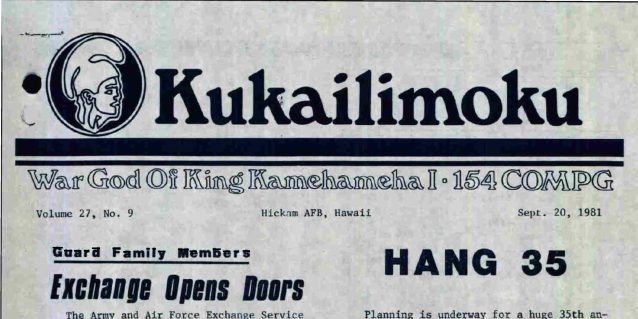 Kukailimoku
War God Of King Kamehameha I • 154 COMPG
Volume 27, No. 9 Hickam AFB, Hawaii Sept. 20, 1981
Guard Family Members
Exchange Opens Doors
The Army and Air Force Exchange Service
HANG 35
Planning is underway for a huge 35th an-